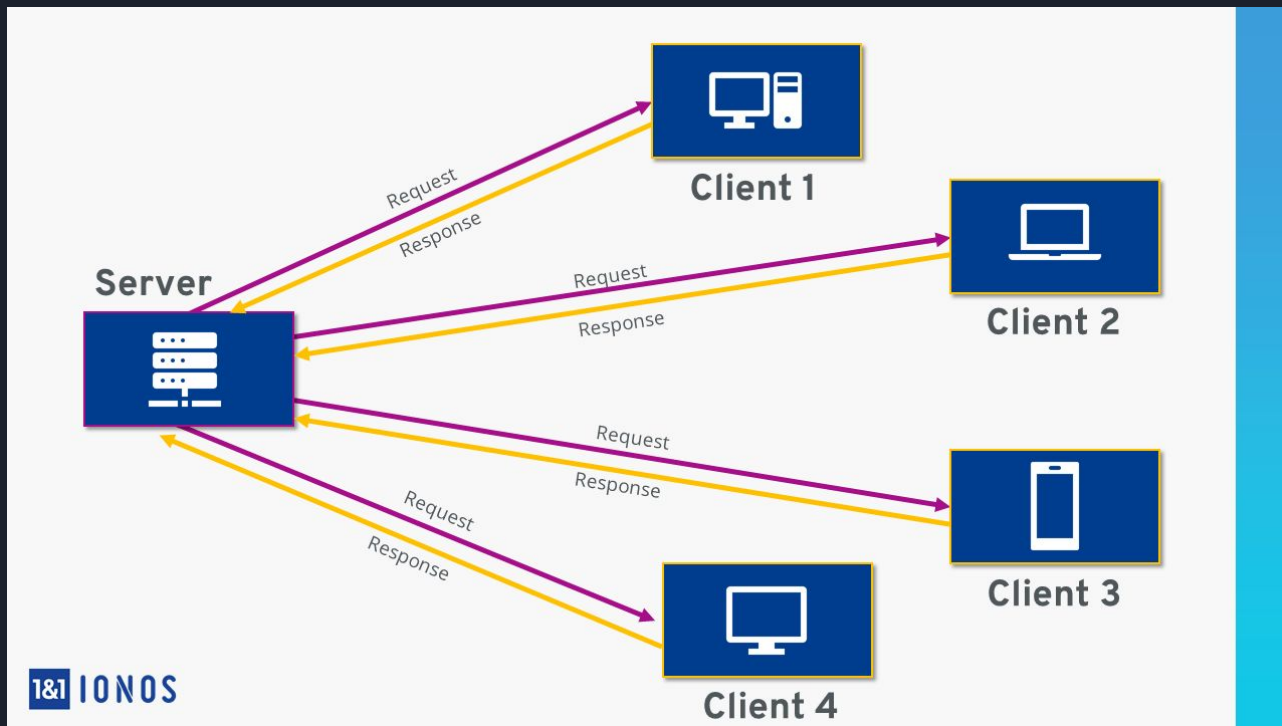 Client 1
Request
Response
Client 2
Server
Request
Response
Request
Response
Client 3
Request
Response
Client 4
1&1 IONOS